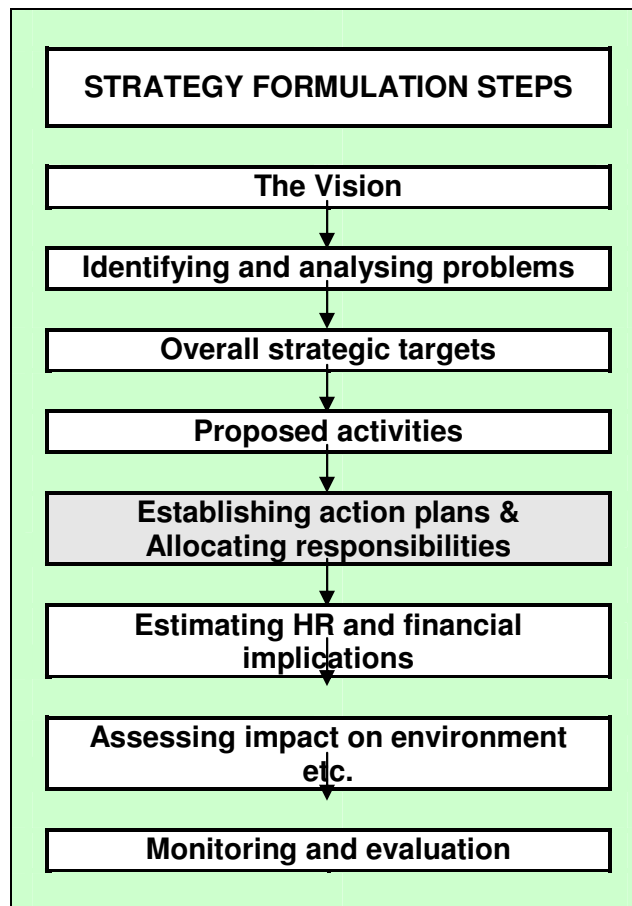 STRATEGY FORMULATION STEPS
The Vision
Identifying and analysing problems
Overall strategic targets
Proposed activities
Establishing action plans &
Allocating responsibilities
Estimating HR and financial
implications
Assessing impact on environment
etc.
Monitoring and evaluation